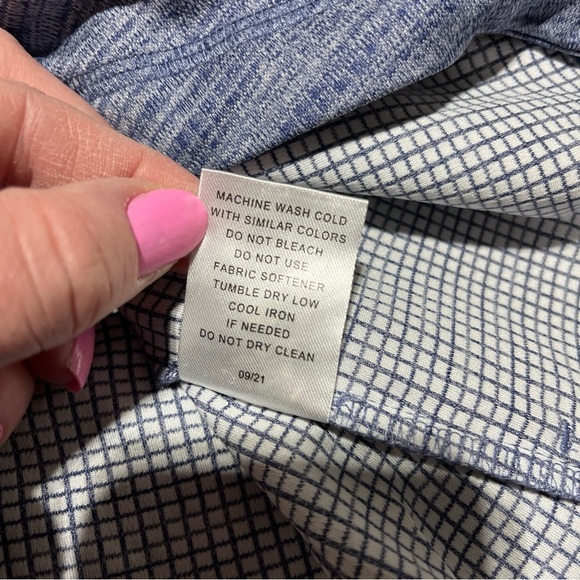 MACHINE WASH COLD
WITH SIMILAR COLORS
DO NOT BLEACH
DO NOT USE
FABRIC SOFTENER
TUMBLE DRY LOW
COOL IRON
IF NEEDED
DO NOT DRY CLEAN
09/21